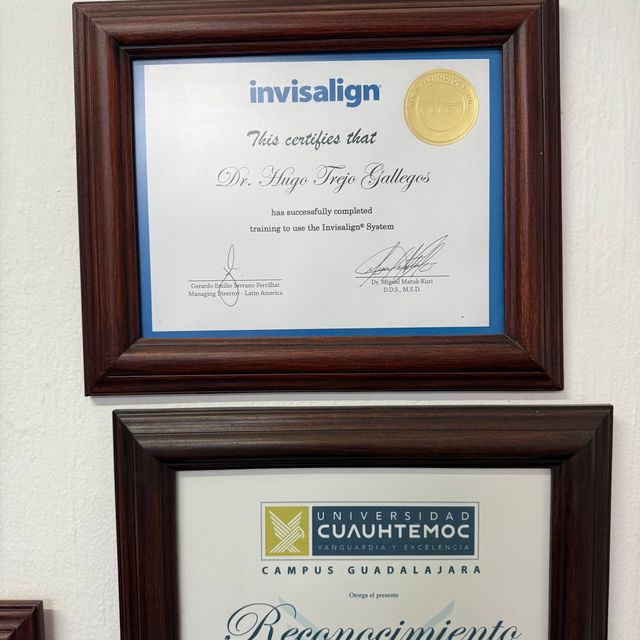 invisalign®
This certifies that
Dr. Hugo Trejo Gallegos
has successfully completed
training to use the Invisalign® System
Gerardo Emilio Serrano Perrilliat
Managing Director - Latin America
Dr. Miguel Matuk Kuri
D.D.S., M.S.D.
UNIVERSIDAD
CUAUHTEMOC
VANGUARDIA Y EXCELENCIA
CAMPUS GUADALAJARA
Otorga el presente
Reconocimiento